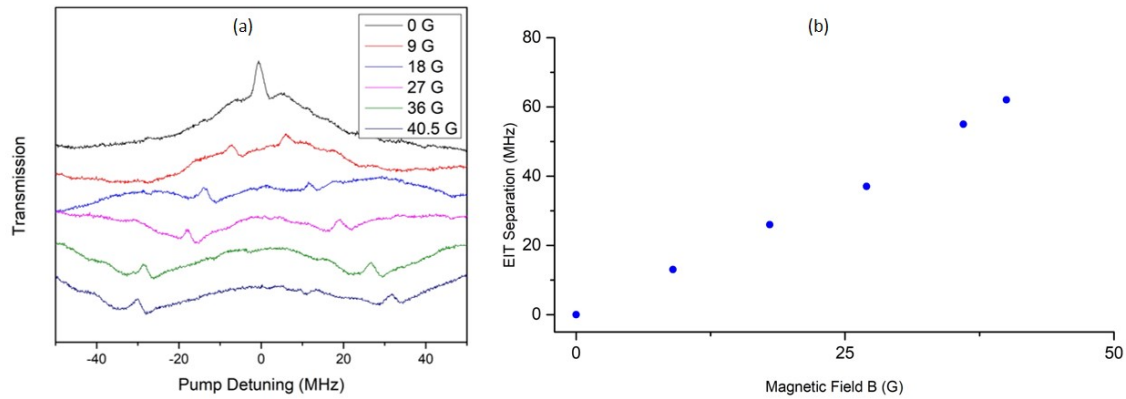 (a)
0 G
9 G
18 G
27 G
36 G
40.5 G
Transmission
-40 -20 0 20 40
Pump Detuning (MHz)
(b)
80
60
40
20
0
EIT Separation (MHz)
0 25 50
Magnetic Field B (G)